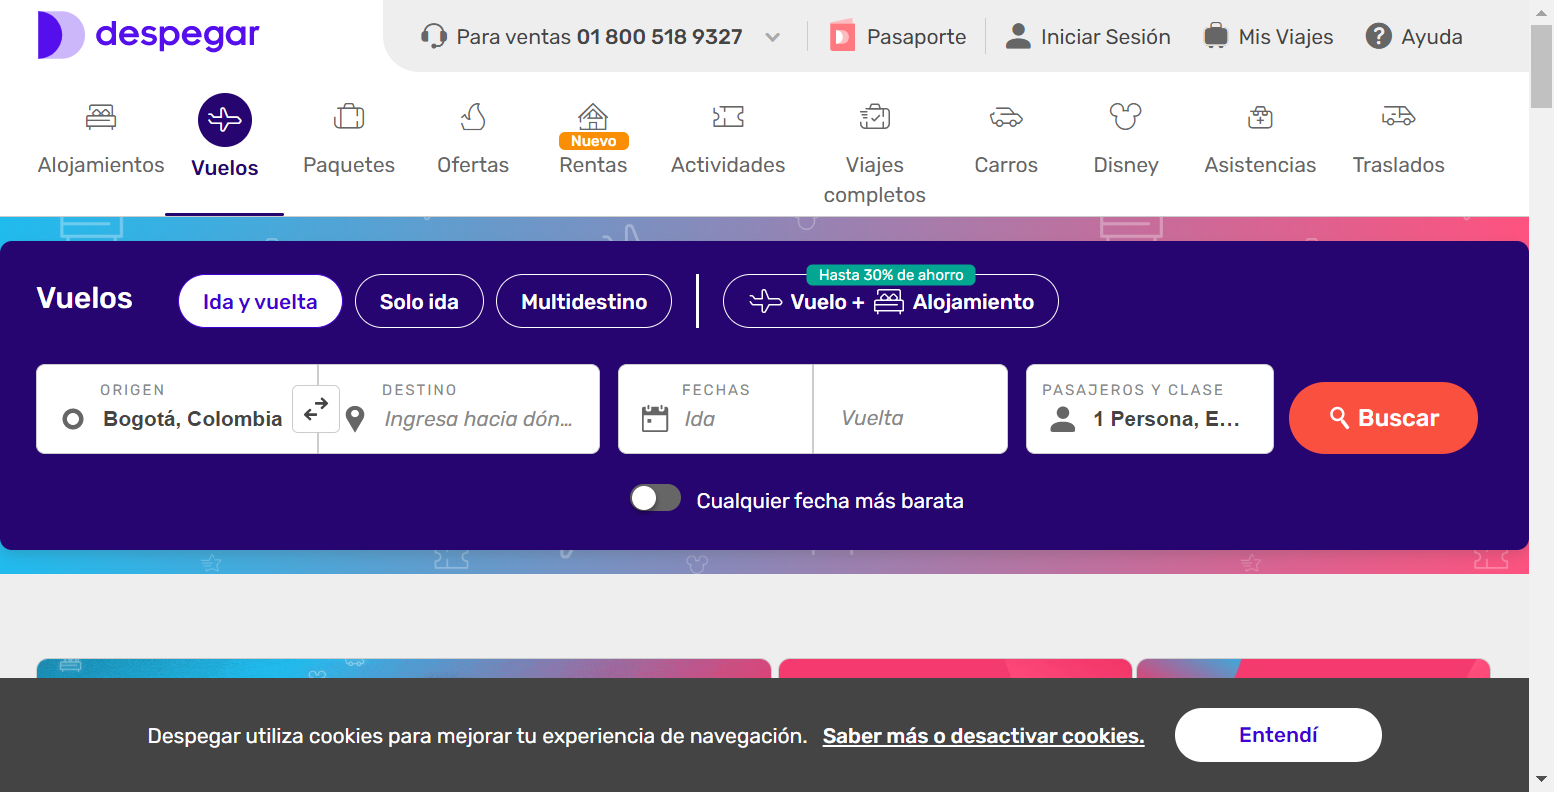 despegar
Para ventas 01 800 518 9327
Pasaporte
Iniciar Sesión
Mis Viajes
? Ayuda
Alojamientos
Vuelos
Paquetes
Ofertas
Nuevo
Rentas
Actividades
Viajes
completos
Carros
Disney
Asistencias
Traslados
Vuelos
Ida y vuelta
Solo ida
Multidestino
Hasta 30% de ahorro
Vuelo + Alojamiento
ORIGEN
Bogotá, Colombia
DESTINO
Ingresa hacia dón...
FECHAS
Ida
Vuelta
PASAJEROS Y CLASE
1 Persona, E...
Buscar
Cualquier fecha más barata
Despegar utiliza cookies para mejorar tu experiencia de navegación. Saber más o desactivar cookies.
Entendí